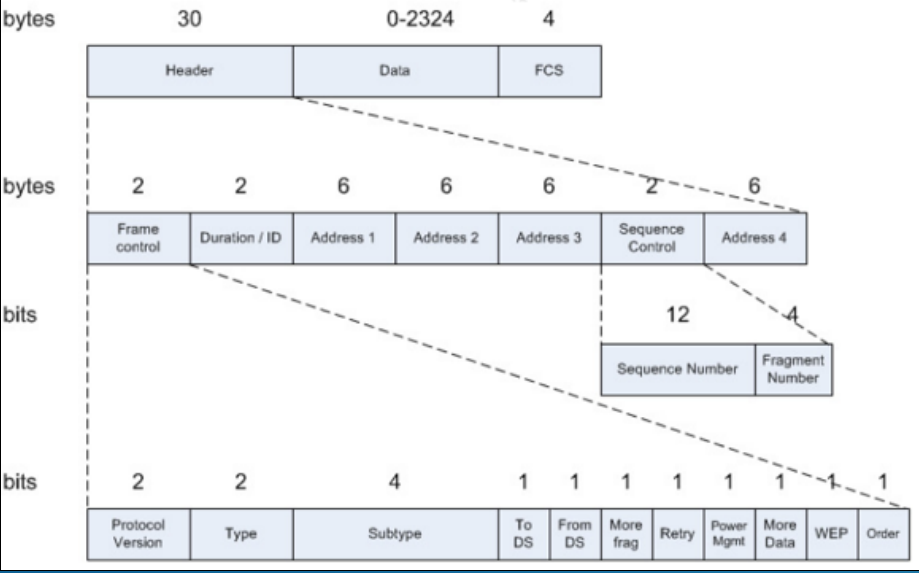 bytes 30 0-2324 4
Header Data FCS
bytes 2 2 6 6 6 2 6
Frame control Duration / ID Address 1 Address 2 Address 3 Sequence Control Address 4
bits 12 4
Sequence Number Fragment Number
bits 2 2 4 1 1 1 1 1 1 1 1
Protocol Version Type Subtype To DS From DS More frag Retry Power Mgmt More Data WEP Order